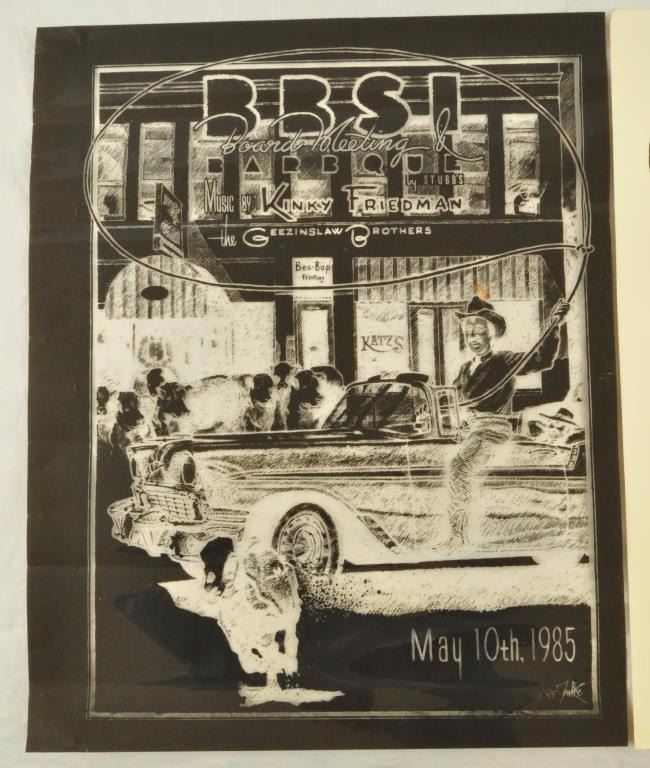 BBSI
Board Meeting &
BARBQUE
by STUBB'S
Music BY KINKY FRIEDMAN
the GEEZINSLAW BROTHERS
Bee-Bop
Printing
KATZ'S
May 10th, 1985